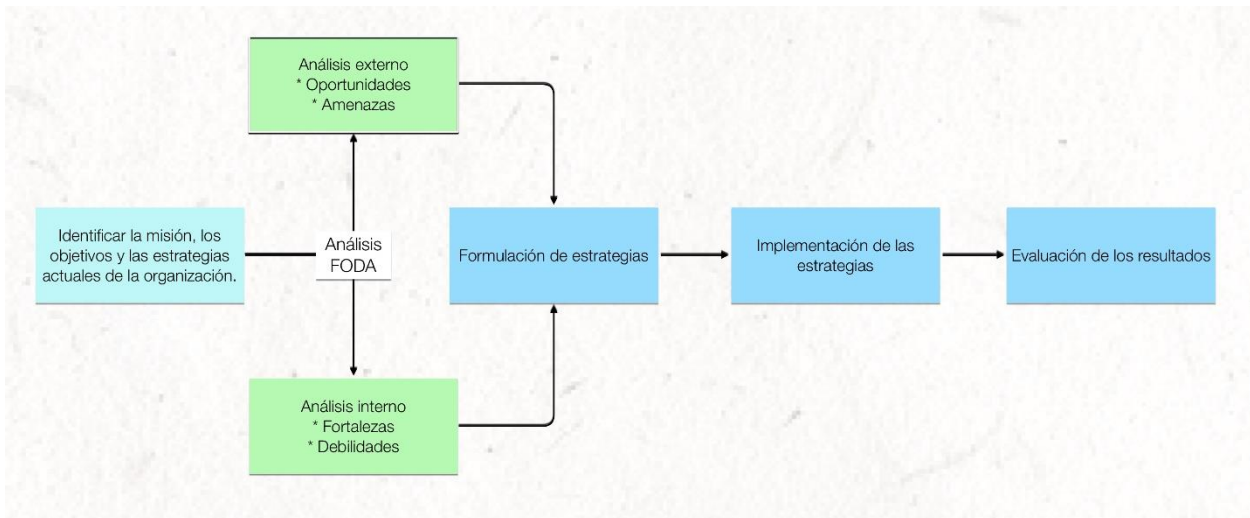 Análisis externo
* Oportunidades
* Amenazas
Identificar la misión, los
objetivos y las estrategias
actuales de la organización.
Análisis
FODA
Formulación de estrategias
Implementación de las
estrategias
Evaluación de los resultados
Análisis interno
* Fortalezas
* Debilidades